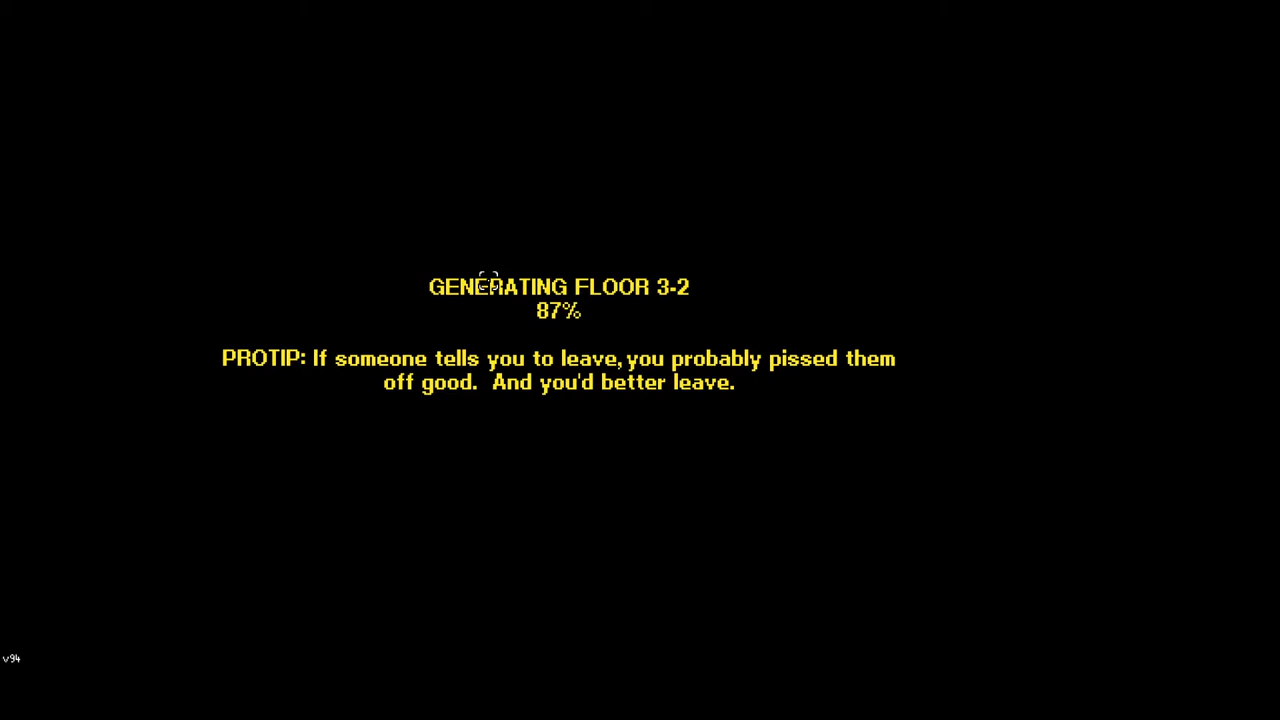 GENERATING FLOOR 3-2
87%
PROTIP: If someone tells you to leave, you probably pissed them
off good.  And you'd better leave.
v94